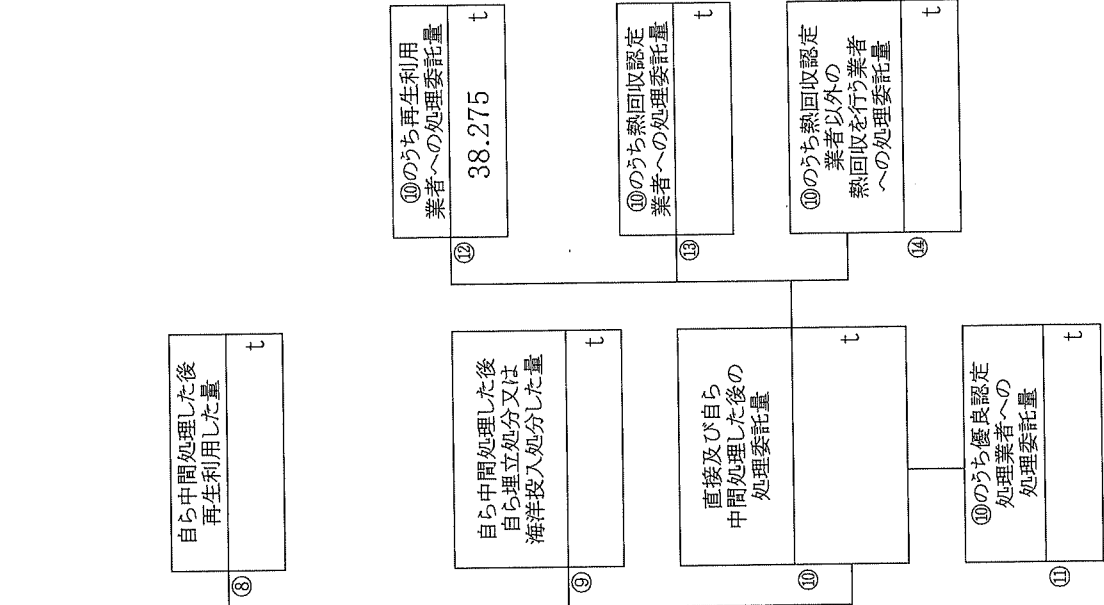 ⑧
自ら中間処理した後
再生利用した量
t
⑨
自ら中間処理した後
自ら埋立処分又は
海洋投入処分した量
t
⑩
直接及び自ら
中間処理した後の
処理委託量
t
⑪
⑩のうち優良認定
処理業者への
処理委託量
t
⑫
⑩のうち再生利用
業者への処理委託量
38.275 t
⑬
⑩のうち熱回収認定
業者への処理委託量
t
⑭
⑩のうち熱回収認定
業者以外の
熱回収を行う業者
への処理委託量
t